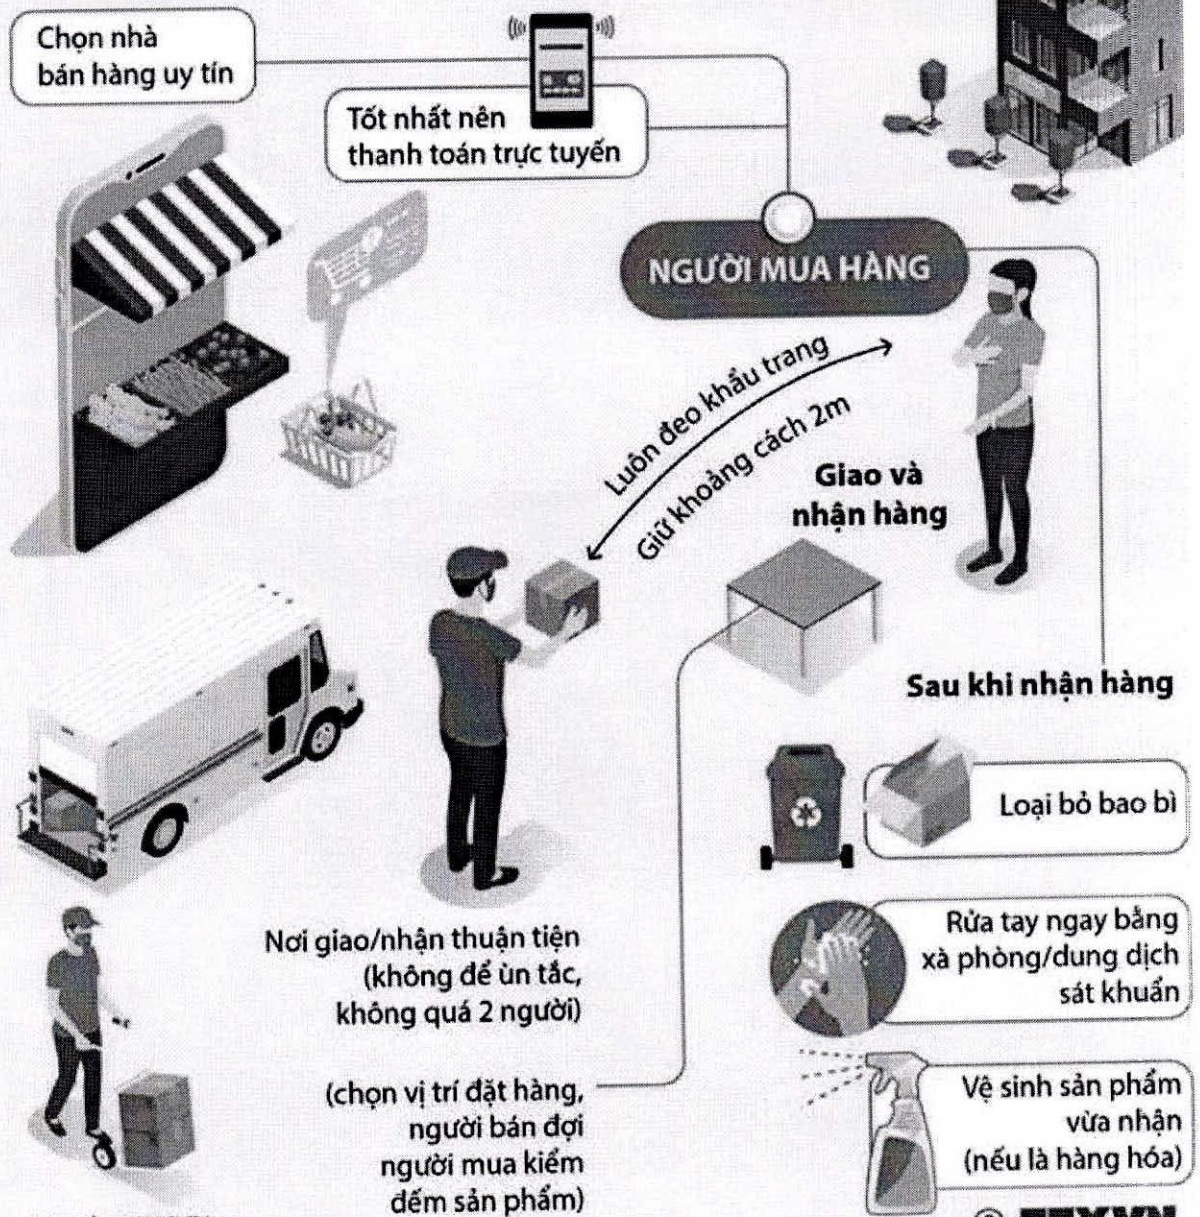 Chọn nhà
bán hàng uy tín
Tốt nhất nên
thanh toán trực tuyến
NGƯỜI MUA HÀNG
Luôn đeo khẩu trang
Giữ khoảng cách 2m
Giao và
nhận hàng
Sau khi nhận hàng
Loại bỏ bao bì
Rửa tay ngay bằng
xà phòng/dung dịch
sát khuẩn
Vệ sinh sản phẩm
vừa nhận
(nếu là hàng hóa)
Nơi giao/nhận thuận tiện
(không để ùn tắc,
không quá 2 người)
(chọn vị trí đặt hàng,
người bán đợi
người mua kiểm
đếm sản phẩm)